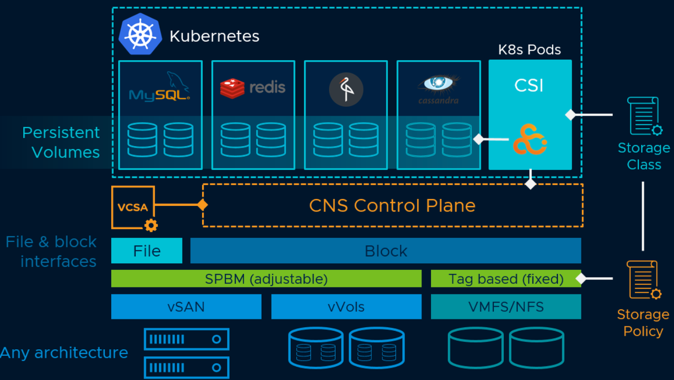 Kubernetes
K8s Pods
MySQL
redis
cassandra
CSI
Persistent
Volumes
Storage
Class
VCSA
CNS Control Plane
File & block
interfaces
File
Block
SPBM (adjustable)
Tag based (fixed)
vSAN
vVols
VMFS/NFS
Storage
Policy
Any architecture